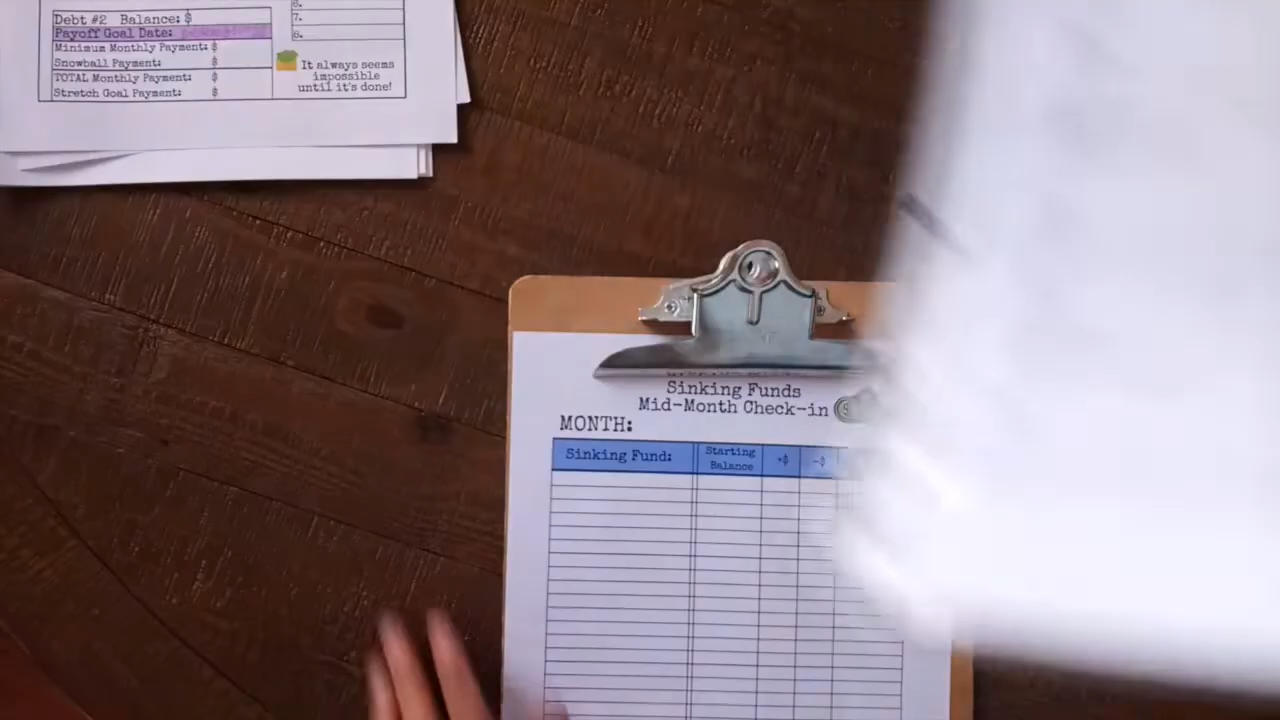 Debt #2 Balance: $
Payoff Goal Date:
Minimum Monthly Payment: $
Snowball Payment: $
TOTAL Monthly Payment: $
Stretch Goal Payment: $
7.
8.
It always seems
impossible
until it's done!
Sinking Funds
Mid-Month Check-in
MONTH:
Sinking Fund:
Starting
Balance
+$
-$